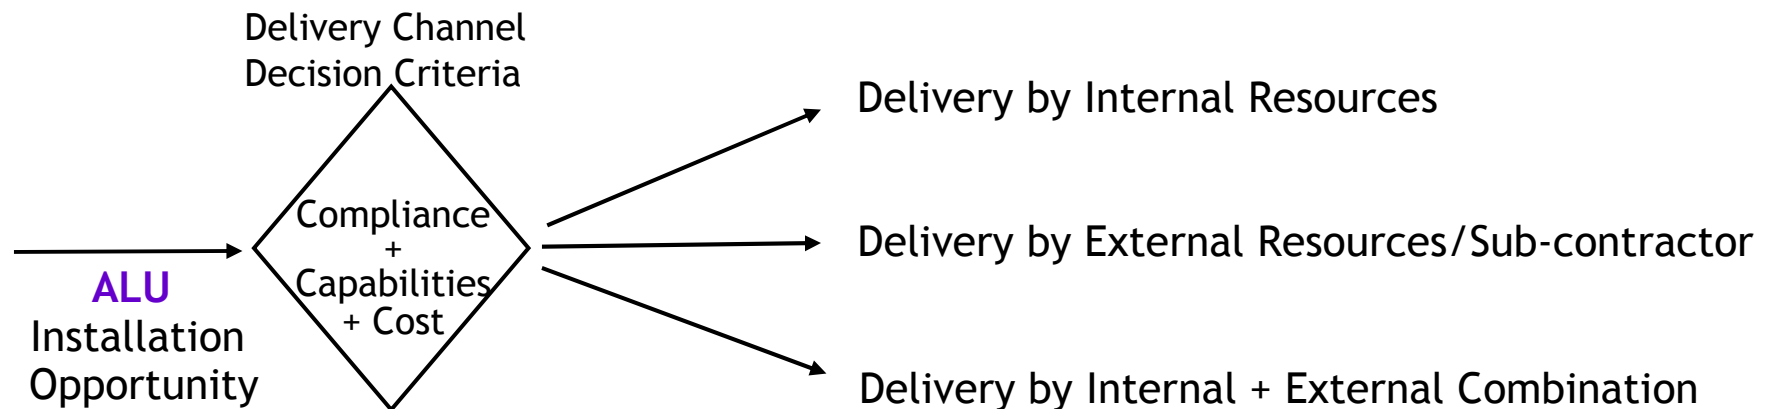 Delivery Channel
Decision Criteria
Compliance
+
Capabilities
+ Cost
ALU
Installation
Opportunity
Delivery by Internal Resources
Delivery by External Resources/Sub-contractor
Delivery by Internal + External Combination